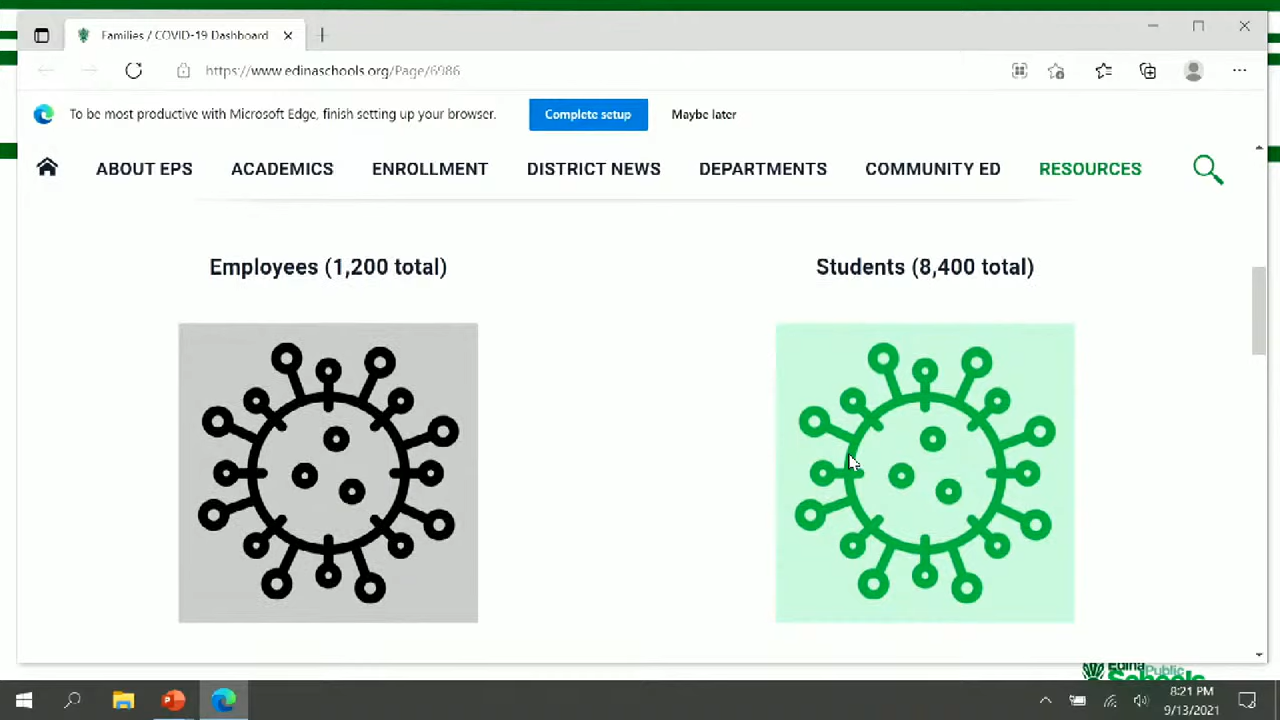 Families / COVID-19 Dashboard
https://www.edinaschools.org/Page/6986
To be most productive with Microsoft Edge, finish setting up your browser.
Complete setup
Maybe later
ABOUT EPS
ACADEMICS
ENROLLMENT
DISTRICT NEWS
DEPARTMENTS
COMMUNITY ED
RESOURCES
Employees (1,200 total)
Students (8,400 total)
Edina Public
Schools
8:21 PM
9/13/2021